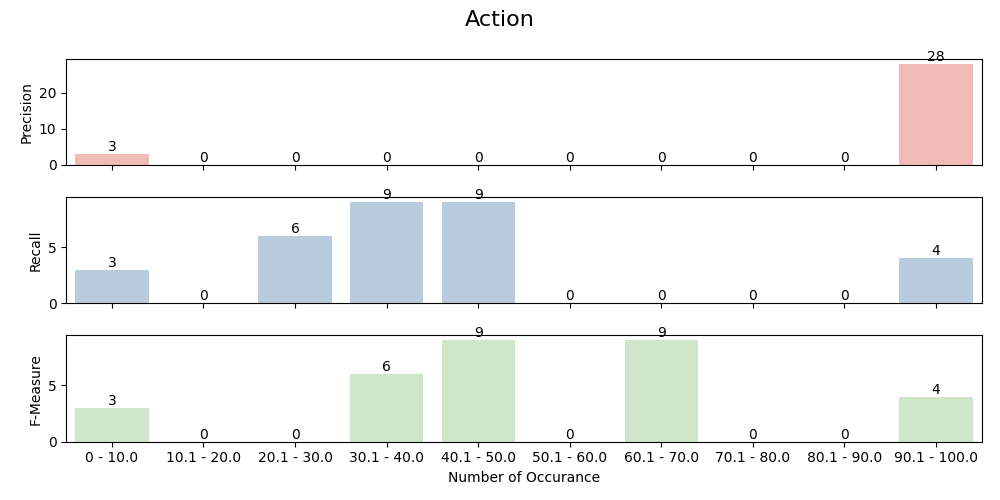 Action
Precision
20
10
0
3 0 0 0 0 0 0 0 0 28
Recall
5
0
3 0 6 9 9 0 0 0 0 4
F-Measure
5
0
3 0 0 6 9 0 9 0 0 4
0 - 10.0 10.1 - 20.0 20.1 - 30.0 30.1 - 40.0 40.1 - 50.0 50.1 - 60.0 60.1 - 70.0 70.1 - 80.0 80.1 - 90.0 90.1 - 100.0
Number of Occurance